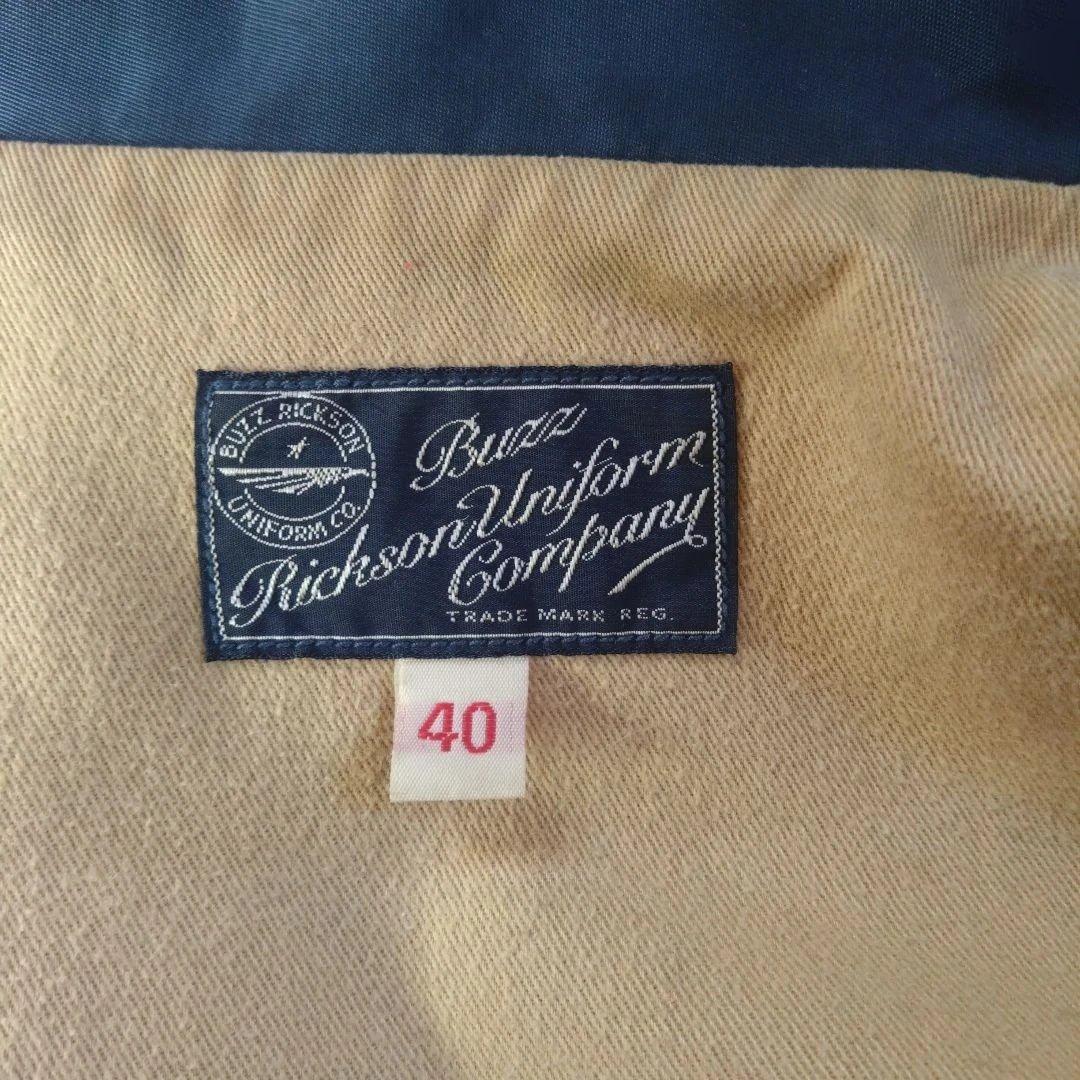 BUZZ RICKSON
UNIFORM CO.
Buzz
Rickson Uniform
Company
TRADE MARK REG.
40